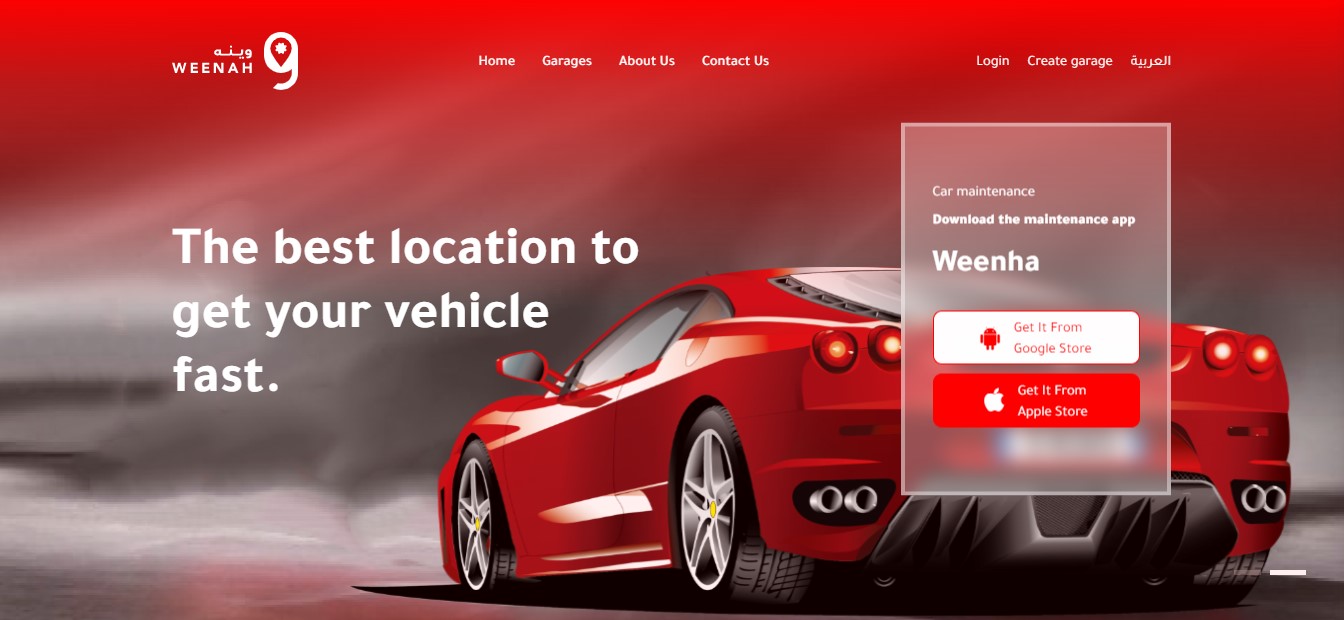 وينه
WEENAH
Home Garages About Us Contact Us
Login Create garage العربية
The best location to
get your vehicle
fast.
Car maintenance
Download the maintenance app
Weenha
Get It From
Google Store
Get It From
Apple Store